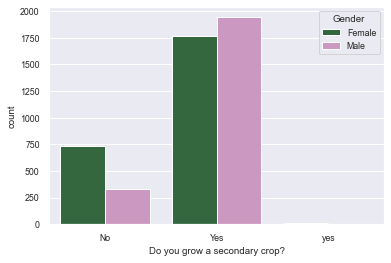 2000
1750
1500
1250
1000
750
500
250
0
count
Gender
Female
Male
No Yes yes
Do you grow a secondary crop?